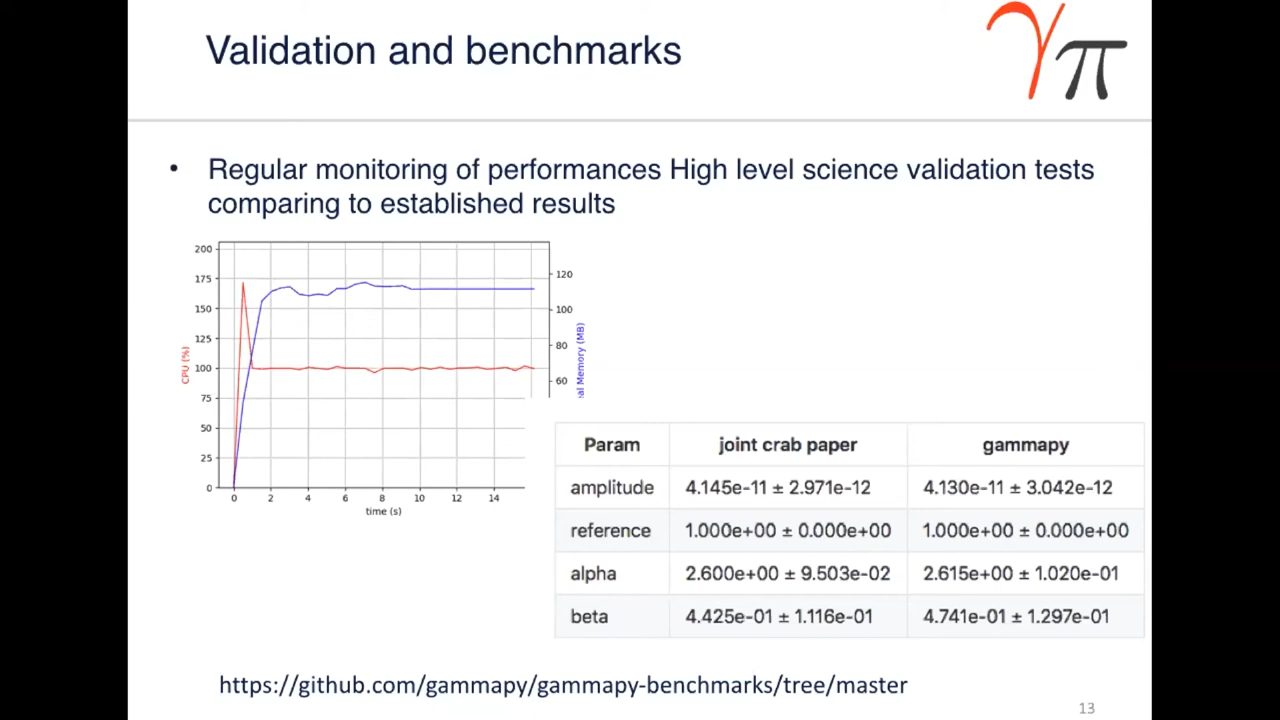 Validation and benchmarks
γπ
• Regular monitoring of performances High level science validation tests
comparing to established results
200
175
150
125
100
75
50
25
0
CPU (%)
120
100
80
60
al Memory (MB)
0 2 4 6 8 10 12 14
time (s)
Param joint crab paper gammapy
amplitude 4.145e-11 ± 2.971e-12 4.130e-11 ± 3.042e-12
reference 1.000e+00 ± 0.000e+00 1.000e+00 ± 0.000e+00
alpha 2.600e+00 ± 9.503e-02 2.615e+00 ± 1.020e-01
beta 4.425e-01 ± 1.116e-01 4.741e-01 ± 1.297e-01
https://github.com/gammapy/gammapy-benchmarks/tree/master
13